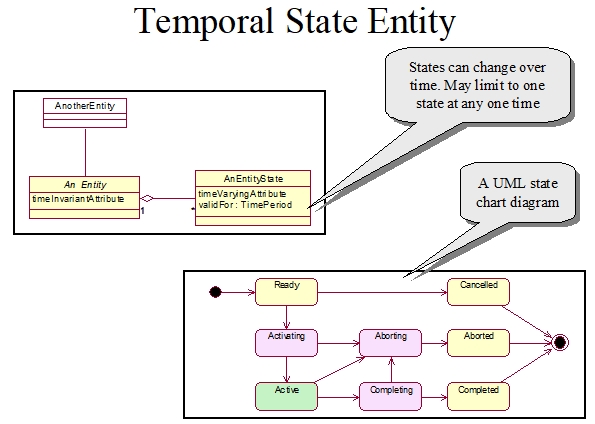 Temporal State Entity
States can change over
time. May limit to one
state at any one time
AnotherEntity
An Entity
timeInvariantAttribute
1
*
AnEntityState
timeVaryingAttribute
validFor : TimePeriod
A UML state
chart diagram
Ready
Cancelled
Activating
Aborting
Aborted
Active
Completing
Completed